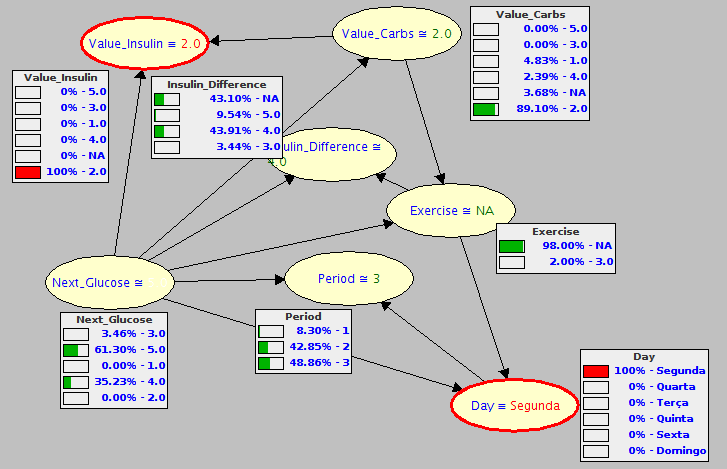 Value_Insulin ≅ 2.0
Value_Carbs ≅ 2.0
Value_Carbs
0.00% - 5.0
0.00% - 3.0
4.83% - 1.0
2.39% - 4.0
3.68% - NA
89.10% - 2.0
Value_Insulin
0% - 5.0
0% - 3.0
0% - 1.0
0% - 4.0
0% - NA
100% - 2.0
Insulin_Difference
43.10% - NA
9.54% - 5.0
43.91% - 4.0
3.44% - 3.0
ulin_Difference ≅
4.0
Exercise ≅ NA
Exercise
98.00% - NA
2.00% - 3.0
Next_Glucose ≅
Period ≅ 3
Next_Glucose
3.46% - 3.0
61.30% - 5.0
0.00% - 1.0
35.23% - 4.0
0.00% - 2.0
Period
8.30% - 1
42.85% - 2
48.86% - 3
Day ≡ Segunda
Day
100% - Segunda
0% - Quarta
0% - Terça
0% - Quinta
0% - Sexta
0% - Domingo